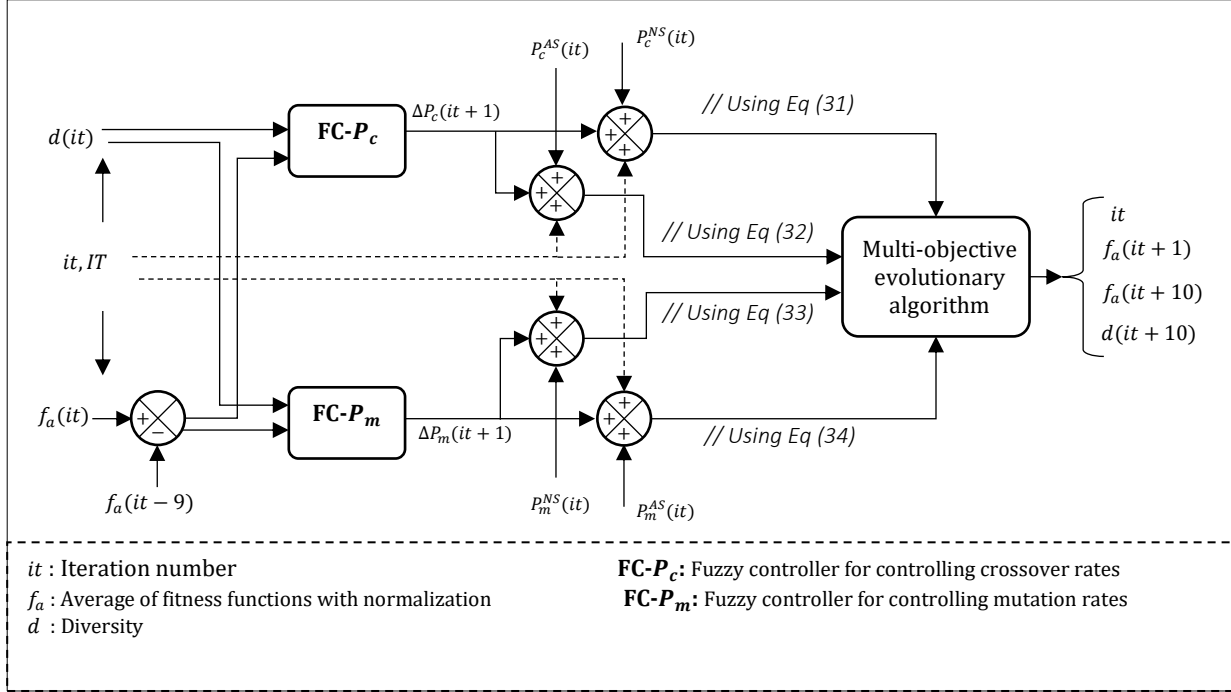 P_c^{AS}(it)
P_c^{NS}(it)
// Using Eq (31)
FC-P_c
ΔP_c(it + 1)
d(it)
+
+
+
+
+
+
// Using Eq (32)
it, IT
Multi-objective
evolutionary
algorithm
it
f_a(it + 1)
f_a(it + 10)
d(it + 10)
// Using Eq (33)
+
+
+
+
+
+
FC-P_m
ΔP_m(it + 1)
f_a(it)
+
−
// Using Eq (34)
f_a(it − 9)
P_m^{NS}(it)
P_m^{AS}(it)
it : Iteration number
f_a : Average of fitness functions with normalization
d : Diversity
FC-P_c: Fuzzy controller for controlling crossover rates
FC-P_m: Fuzzy controller for controlling mutation rates